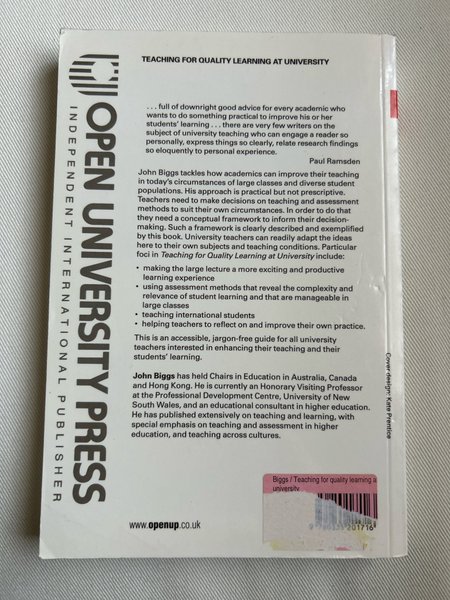 TEACHING FOR QUALITY LEARNING AT UNIVERSITY
. . . full of downright good advice for every academic who
wants to do something practical to improve his or her
students' learning . . . there are very few writers on the
subject of university teaching who can engage a reader so
personally, express things so clearly, relate research findings
so eloquently to personal experience.
Paul Ramsden
John Biggs tackles how academics can improve their teaching
in today's circumstances of large classes and diverse student
populations. His approach is practical but not prescriptive.
Teachers need to make decisions on teaching and assessment
methods to suit their own circumstances. In order to do that
they need a conceptual framework to inform their decision-
making. Such a framework is clearly described and exemplified
by this book. University teachers can readily adapt the ideas
here to their own subjects and teaching conditions. Particular
foci in Teaching for Quality Learning at University include:
• making the large lecture a more exciting and productive
learning experience
• using assessment methods that reveal the complexity and
relevance of student learning and that are manageable in
large classes
• teaching international students
• helping teachers to reflect on and improve their own practice.
This is an accessible, jargon-free guide for all university
teachers interested in enhancing their teaching and their
students' learning.
John Biggs has held Chairs in Education in Australia, Canada
and Hong Kong. He is currently an Honorary Visiting Professor
at the Professional Development Centre, University of New
South Wales, and an educational consultant in higher education.
He has published extensively on teaching and learning, with
special emphasis on teaching and assessment in higher
education, and teaching across cultures.
OPEN UNIVERSITY PRESS
INDEPENDENT INTERNATIONAL PUBLISHER
Cover design: Kate Prentice
Biggs / Teaching for quality learning a
university
www.openup.co.uk
201716